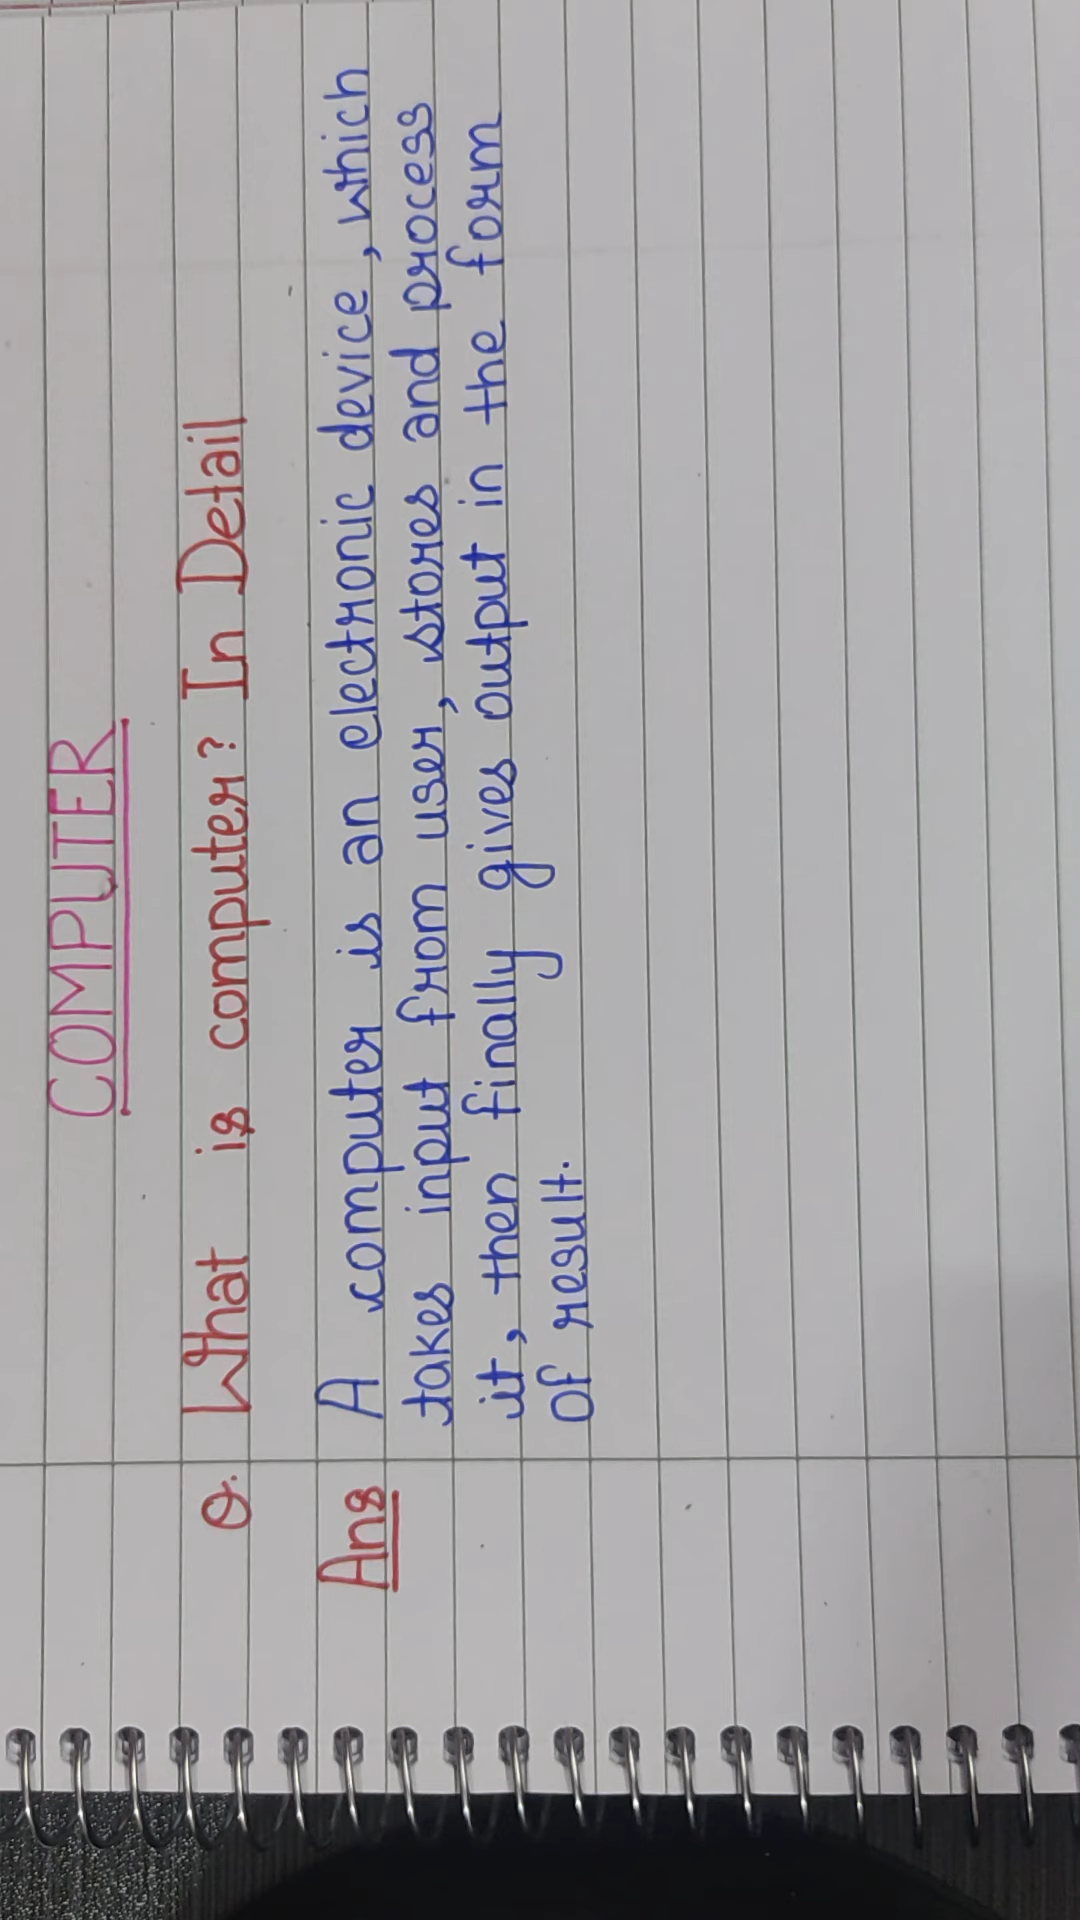 COMPUTER
Q. What is computer? In Detail
Ans A computer is an electronic device, which
takes input from user, stores and process
it, then finally gives output in the form
of result.